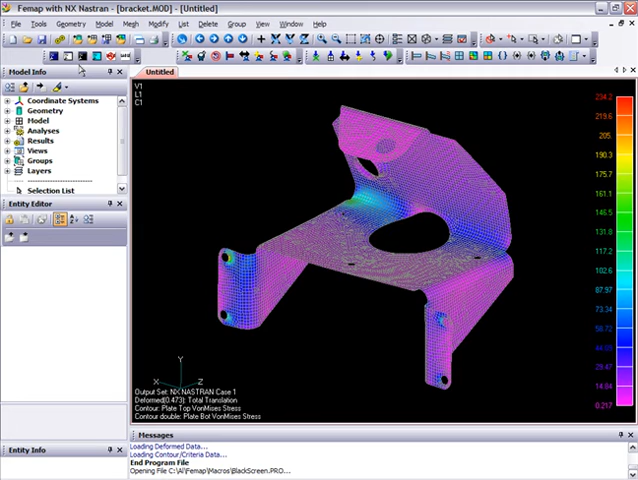 Femap with NX Nastran - [bracket.MOD] - [Untitled]
File Tools Geometry Model Mesh Modify List Delete Group View Window Help
Model Info
Untitled
V1
L1
C1
Coordinate Systems
Geometry
Model
Analyses
Results
Views
Groups
Layers
Selection List
Entity Editor
Entity Info
234.2
219.6
205.
190.3
175.7
161.1
146.5
131.8
117.2
102.6
87.97
73.34
58.72
44.09
29.47
14.84
0.217
Y
X
Z
Output Set: NX NASTRAN Case 1
Deformed(0.473): Total Translation
Contour: Plate Top VonMises Stress
Contour double: Plate Bot VonMises Stress
Messages
Loading Deformed Data...
Loading Contour/Criteria Data...
End Program File
Opening File C:\Al\Femap\Macros\BlackScreen.PRO...